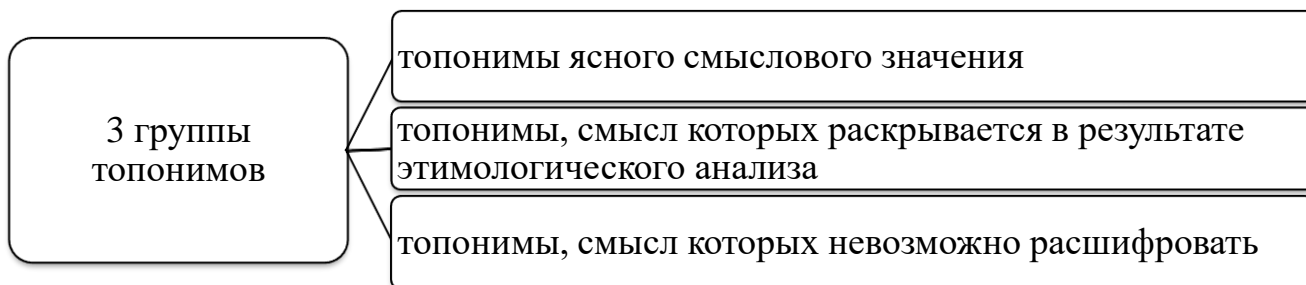 3 группы
топонимов
топонимы ясного смыслового значения
топонимы, смысл которых раскрывается в результате
этимологического анализа
топонимы, смысл которых невозможно расшифровать